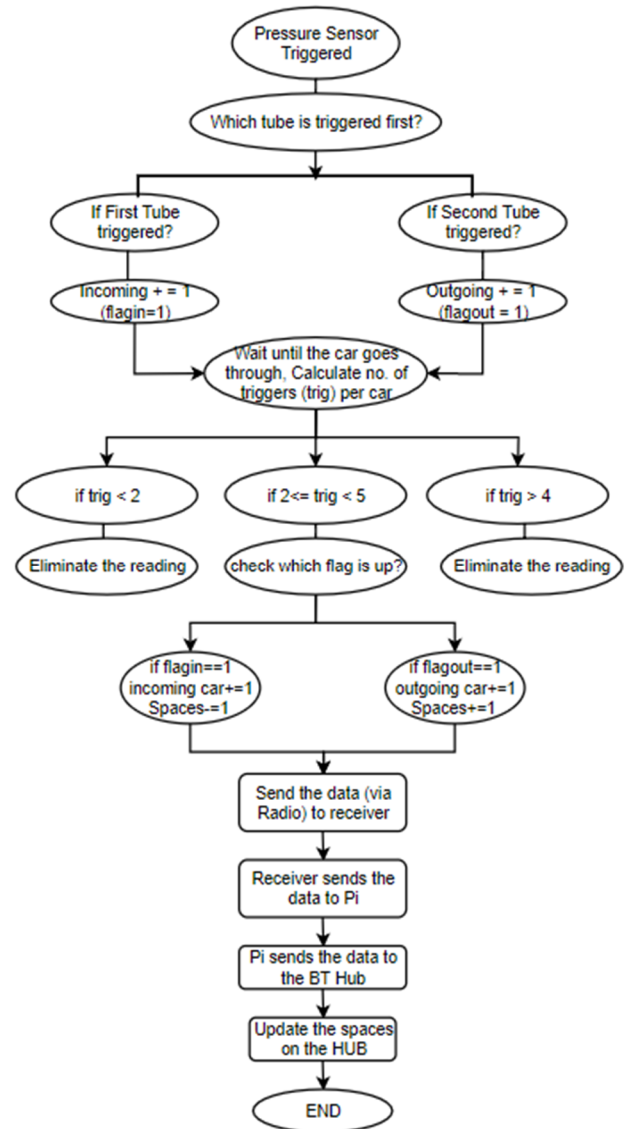 Pressure Sensor
Triggered
Which tube is triggered first?
If First Tube
triggered?
If Second Tube
triggered?
Incoming + = 1
(flagin=1)
Outgoing + = 1
(flagout = 1)
Wait until the car goes
through, Calculate no. of
triggers (trig) per car
if trig < 2
if 2<= trig < 5
if trig > 4
Eliminate the reading
check which flag is up?
Eliminate the reading
if flagin==1
incoming car+=1
Spaces-=1
if flagout==1
outgoing car+=1
Spaces+=1
Send the data (via
Radio) to receiver
Receiver sends the
data to Pi
Pi sends the data to
the BT Hub
Update the spaces
on the HUB
END